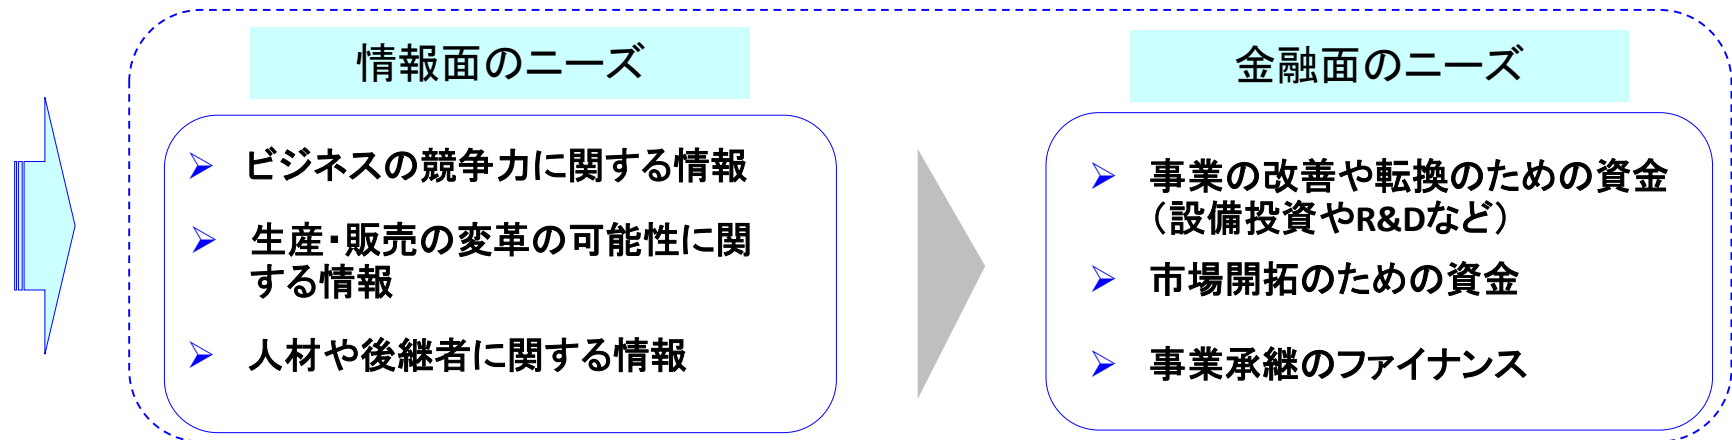 情報面のニーズ
➢ ビジネスの競争力に関する情報
➢ 生産・販売の変革の可能性に関
する情報
➢ 人材や後継者に関する情報
金融面のニーズ
➢ 事業の改善や転換のための資金
（設備投資やR&Dなど）
➢ 市場開拓のための資金
➢ 事業承継のファイナンス